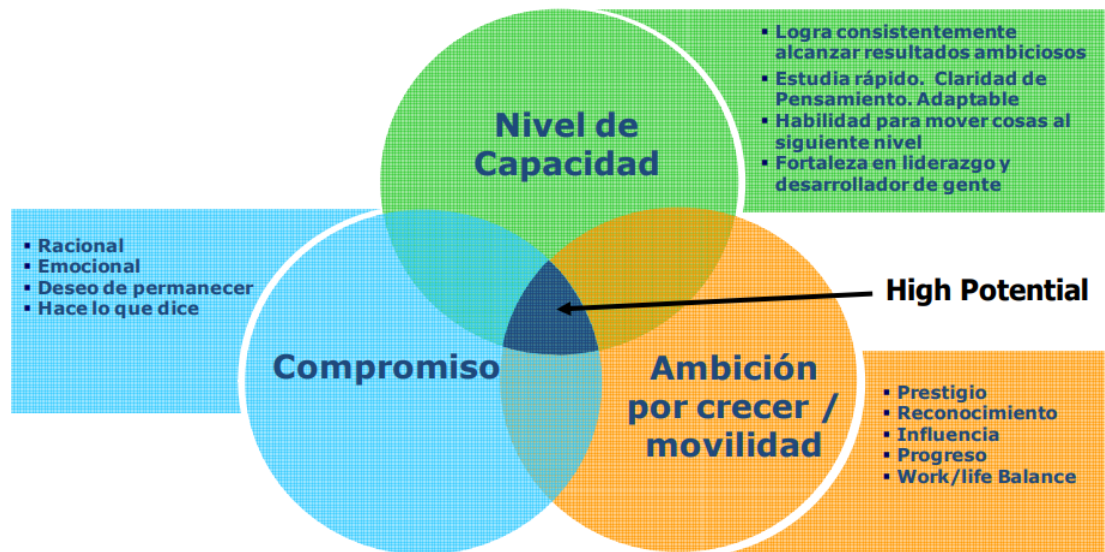 ▪ Logra consistentemente
alcanzar resultados ambiciosos
▪ Estudia rápido. Claridad de
Pensamiento. Adaptable
▪ Habilidad para mover cosas al
siguiente nivel
▪ Fortaleza en liderazgo y
desarrollador de gente
Nivel de
Capacidad
▪ Racional
▪ Emocional
▪ Deseo de permanecer
▪ Hace lo que dice
High Potential
Compromiso
Ambición
por crecer /
movilidad
▪ Prestigio
▪ Reconocimiento
▪ Influencia
▪ Progreso
▪ Work/life Balance